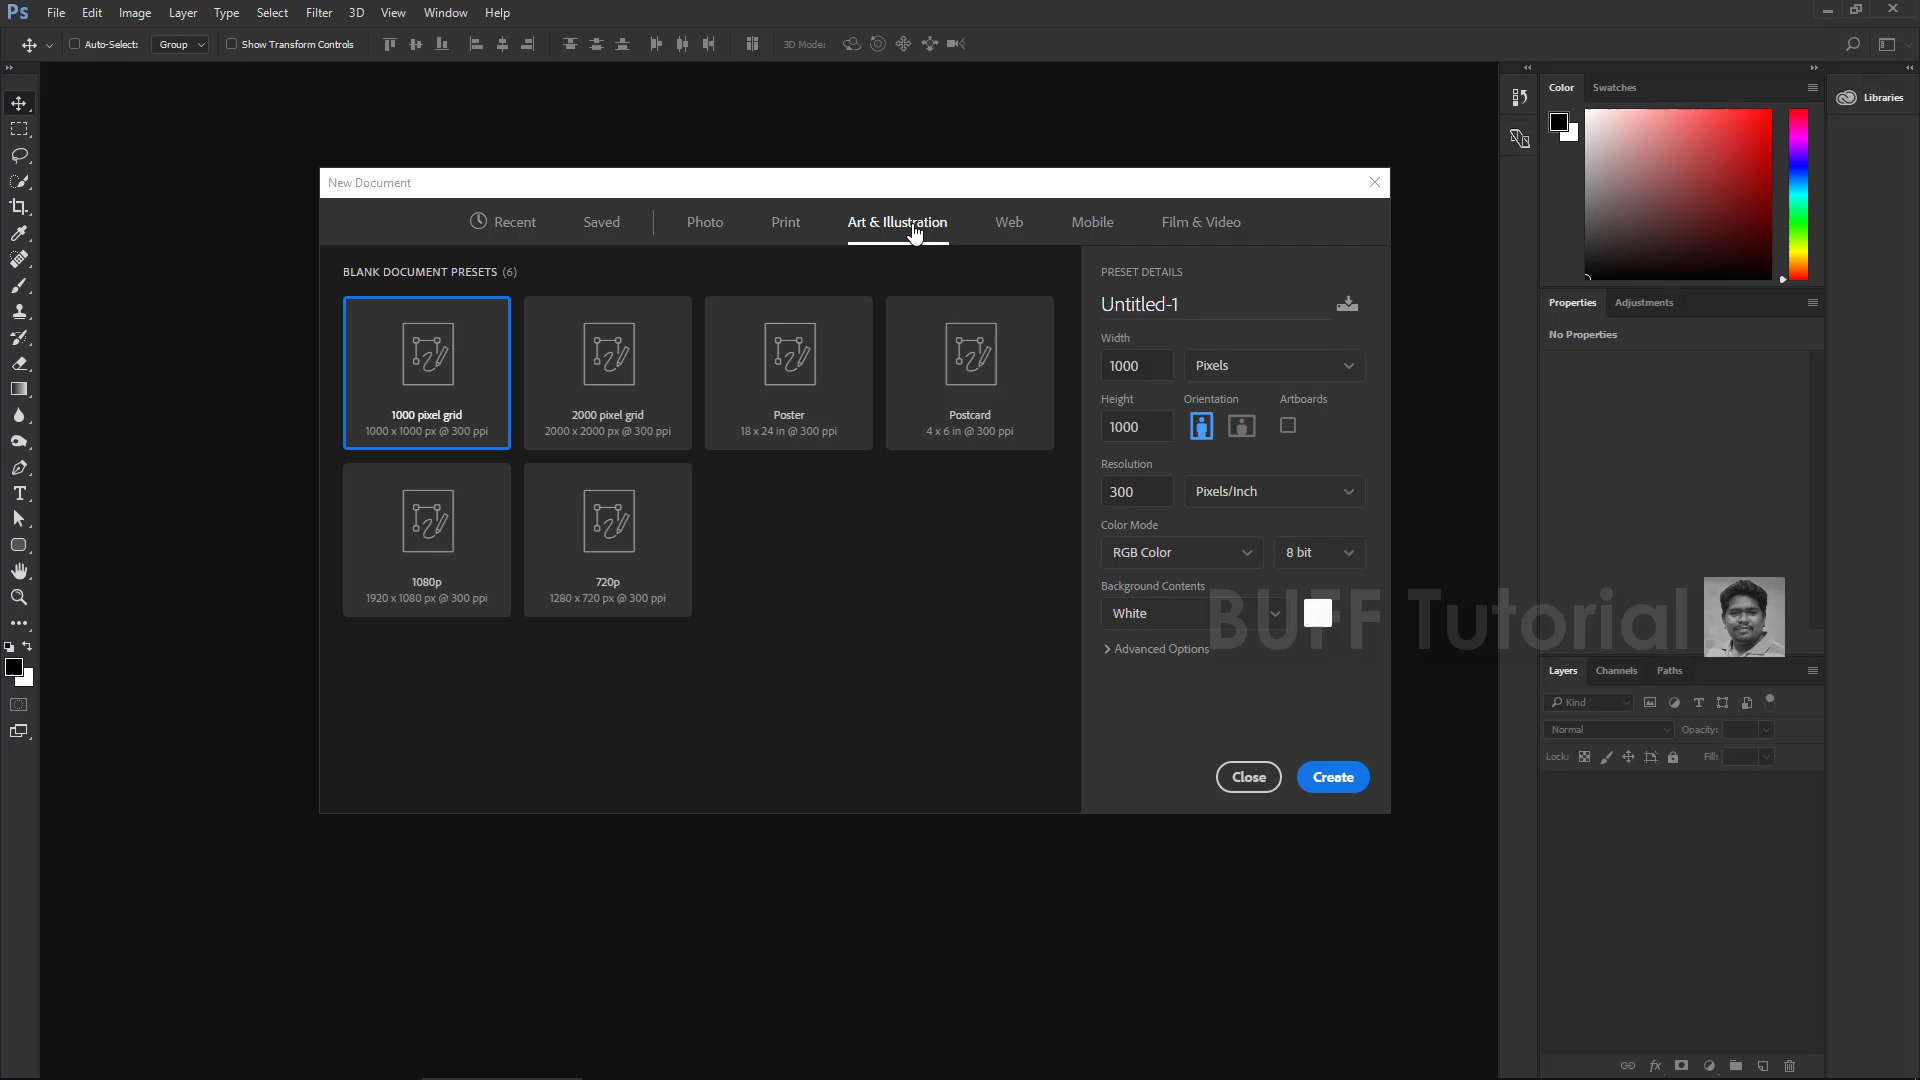 Ps File Edit Image Layer Type Select Filter 3D View Window Help
Auto-Select: Group Show Transform Controls 3D Mode:
Color Swatches
Libraries
New Document
Recent Saved Photo Print Art & Illustration Web Mobile Film & Video
BLANK DOCUMENT PRESETS (6)
1000 pixel grid
1000 x 1000 px @ 300 ppi
2000 pixel grid
2000 x 2000 px @ 300 ppi
Poster
18 x 24 in @ 300 ppi
Postcard
4 x 6 in @ 300 ppi
1080p
1920 x 1080 px @ 300 ppi
720p
1280 x 720 px @ 300 ppi
PRESET DETAILS
Untitled-1
Width
1000 Pixels
Height Orientation Artboards
1000
Resolution
300 Pixels/Inch
Color Mode
RGB Color 8 bit
Background Contents
White
Advanced Options
Close Create
BUFF Tutorial
Properties Adjustments
No Properties
Layers Channels Paths
Kind
Normal Opacity:
Lock: Fill:
fx